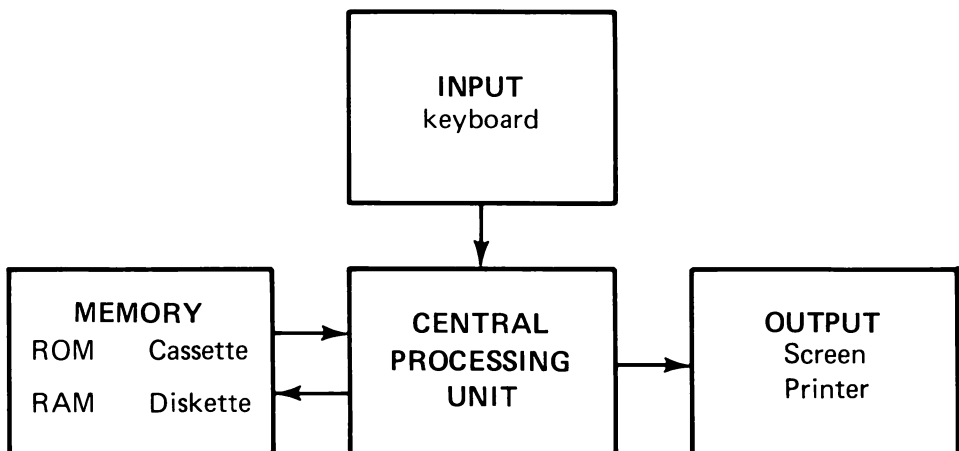 INPUT
keyboard
MEMORY
ROM Cassette
RAM Diskette
CENTRAL
PROCESSING
UNIT
OUTPUT
Screen
Printer